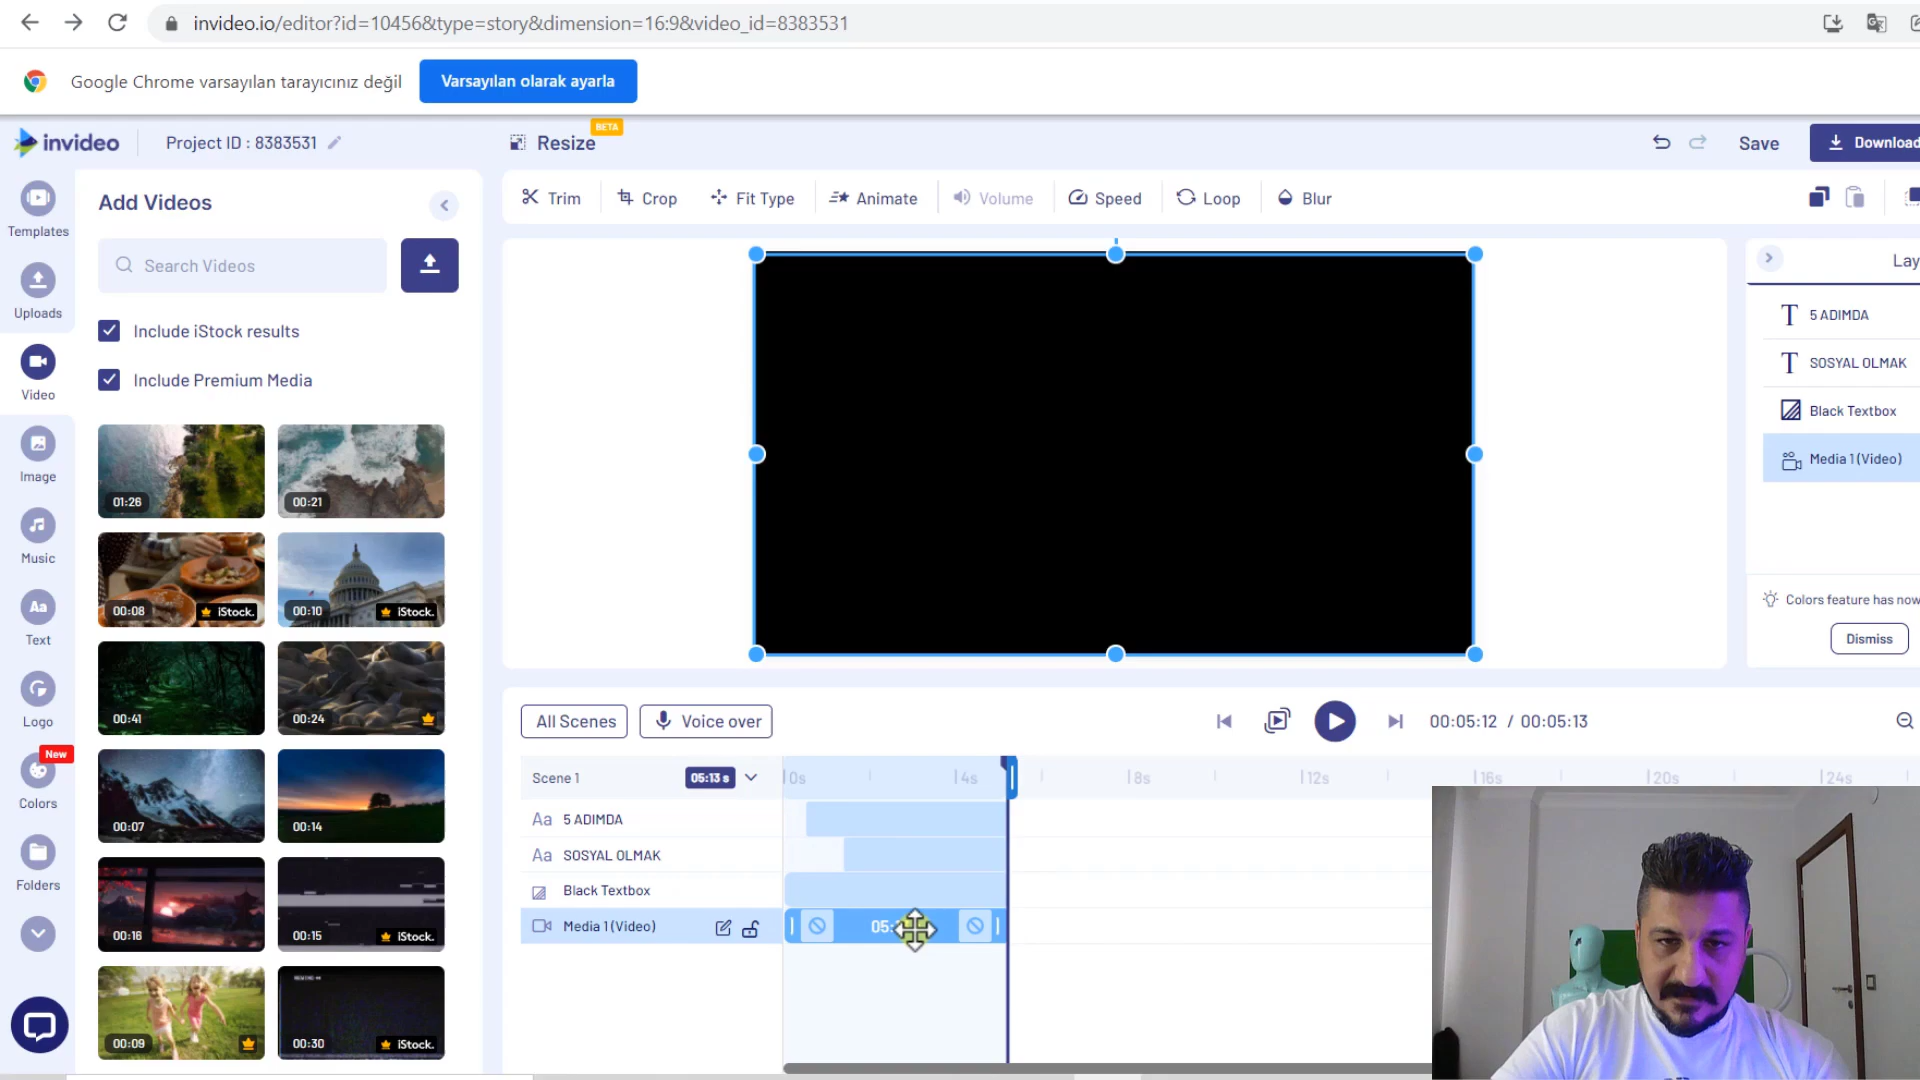 invideo.io/editor?id=10456&type=story&dimension=16:9&video_id=8383531
Google Chrome varsayılan tarayıcınız değil
Varsayılan olarak ayarla
invideo
Project ID : 8383531
Resize
BETA
Save
Download
Templates
Uploads
Video
Image
Music
Text
Logo
New
Colors
Folders
Add Videos
Search Videos
Include iStock results
Include Premium Media
01:26
00:21
00:08
iStock.
00:10
iStock.
00:41
00:24
00:07
00:14
00:16
00:15
iStock.
00:09
00:30
iStock.
Trim
Crop
Fit Type
Animate
Volume
Speed
Loop
Blur
Lay
5 ADIMDA
SOSYAL OLMAK
Black Textbox
Media 1(Video)
Colors feature has now
Dismiss
All Scenes
Voice over
00:05:12 / 00:05:13
Scene 1
05:13 s
0s
4s
8s
12s
16s
20s
24s
Aa 5 ADIMDA
Aa SOSYAL OLMAK
Black Textbox
Media 1(Video)
05: